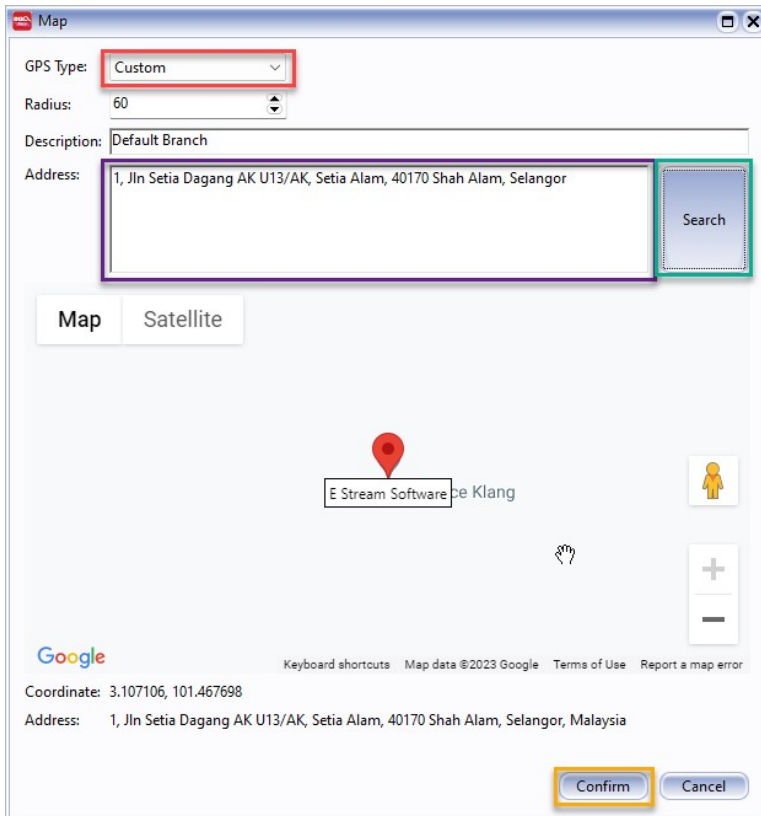 Map
GPS Type: Custom
Radius: 60
Description: Default Branch
Address: 1, Jln Setia Dagang AK U13/AK, Setia Alam, 40170 Shah Alam, Selangor
Search
Map Satellite
E Stream Software ce Klang
Google
Keyboard shortcuts Map data ©2023 Google Terms of Use Report a map error
Coordinate: 3.107106, 101.467698
Address: 1, Jln Setia Dagang AK U13/AK, Setia Alam, 40170 Shah Alam, Selangor, Malaysia
Confirm Cancel